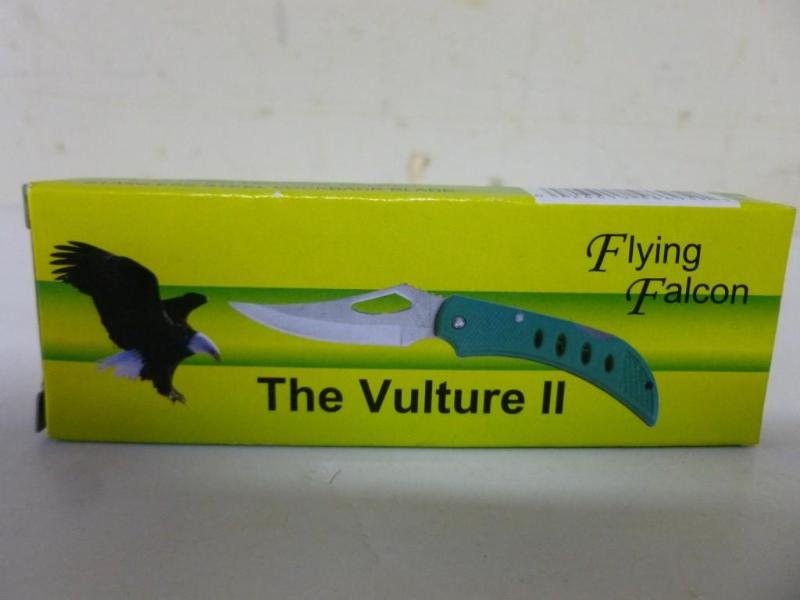 Flying
Falcon
The Vulture II